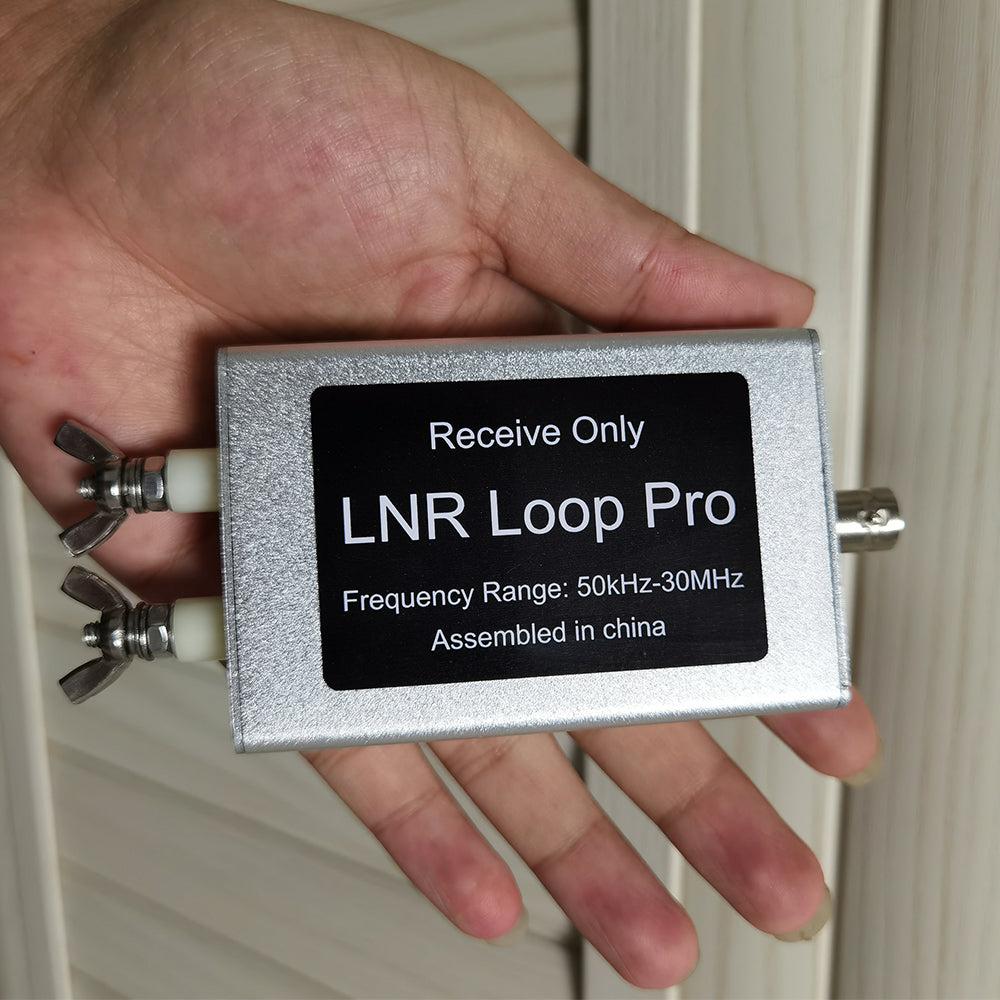 Receive Only
LNR Loop Pro
Frequency Range: 50kHz-30MHz
Assembled in china